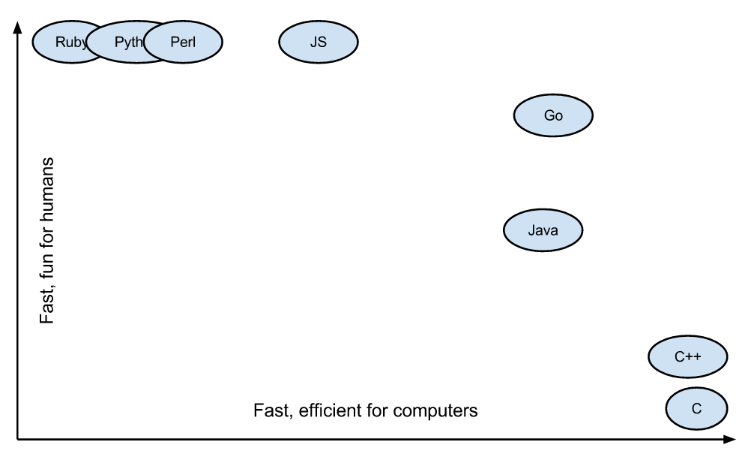 Ruby
Pyth
Perl
JS
Go
Fast, fun for humans
Java
C++
Fast, efficient for computers
C